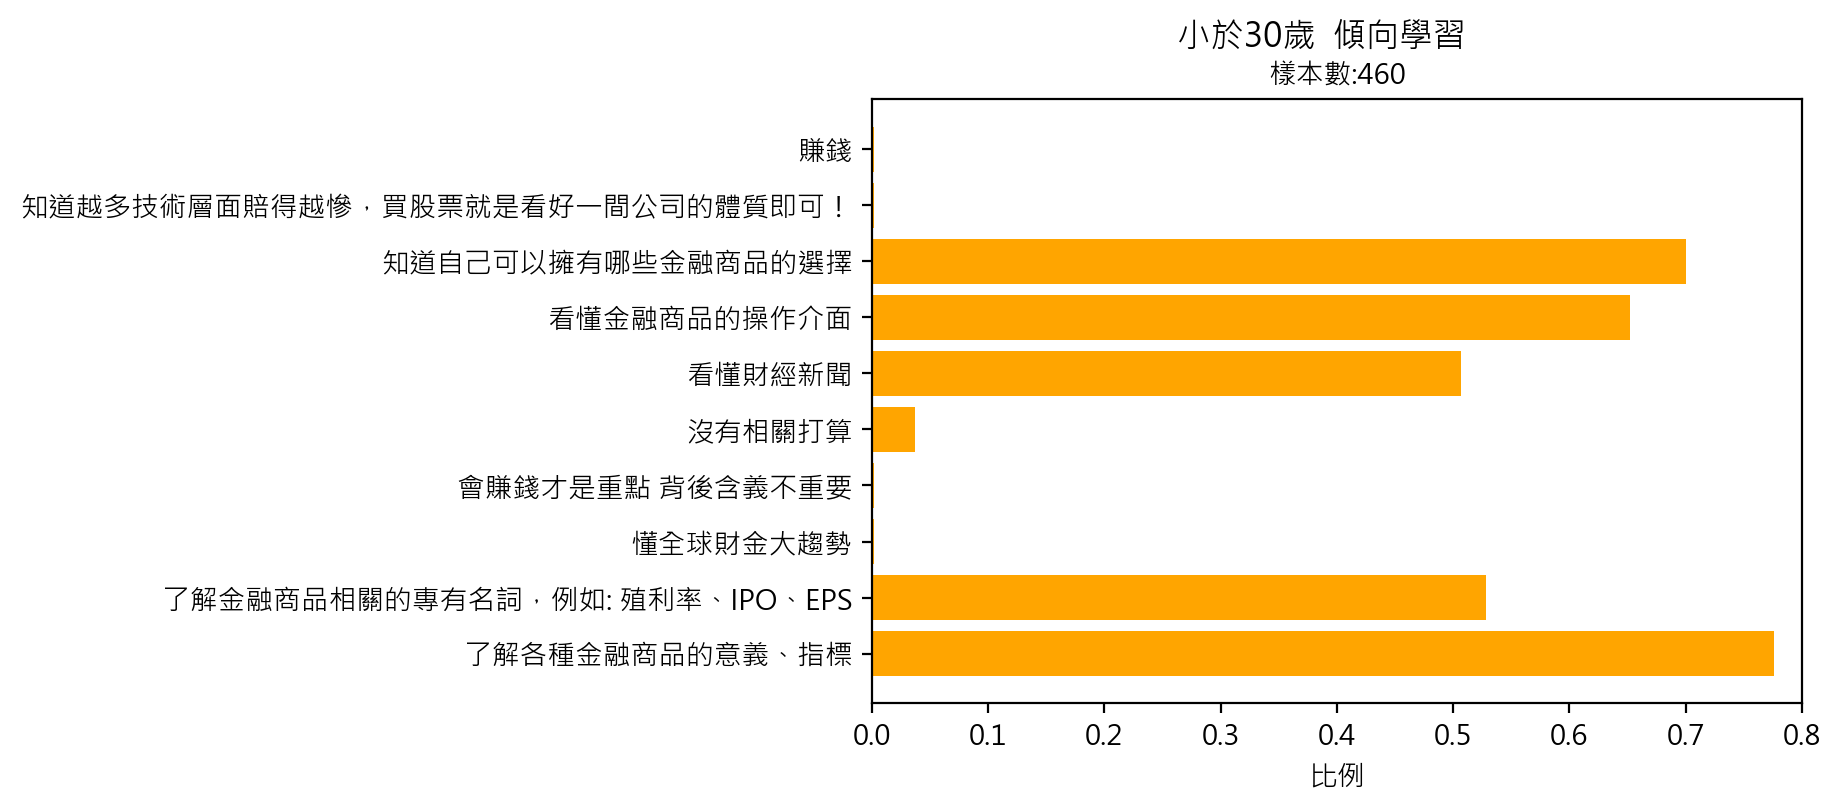 小於30歲 傾向學習
樣本數:460
賺錢
知道越多技術層面賠得越慘，買股票就是看好一間公司的體質即可！
知道自己可以擁有哪些金融商品的選擇
看懂金融商品的操作介面
看懂財經新聞
沒有相關打算
會賺錢才是重點 背後含義不重要
懂全球財金大趨勢
了解金融商品相關的專有名詞，例如: 殖利率、IPO、EPS
了解各種金融商品的意義、指標
0.0 0.1 0.2 0.3 0.4 0.5 0.6 0.7 0.8
比例